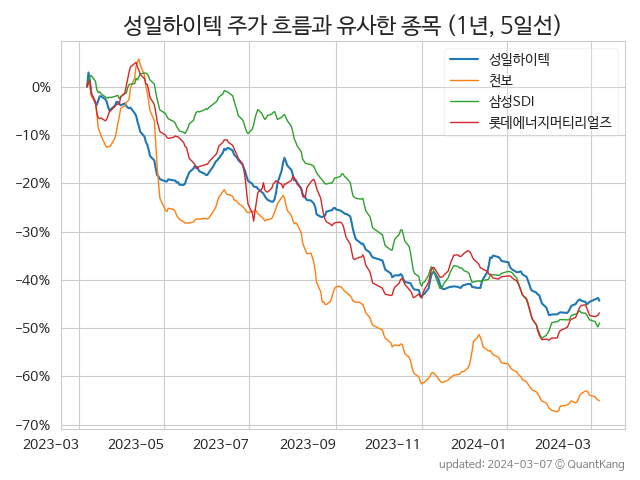 성일하이텍 주가 흐름과 유사한 종목 (1년, 5일선)
성일하이텍
천보
삼성SDI
롯데에너지머티리얼즈
0%
−10%
−20%
−30%
−40%
−50%
−60%
−70%
2023-03 2023-05 2023-07 2023-09 2023-11 2024-01 2024-03
updated: 2024-03-07 © QuantKang